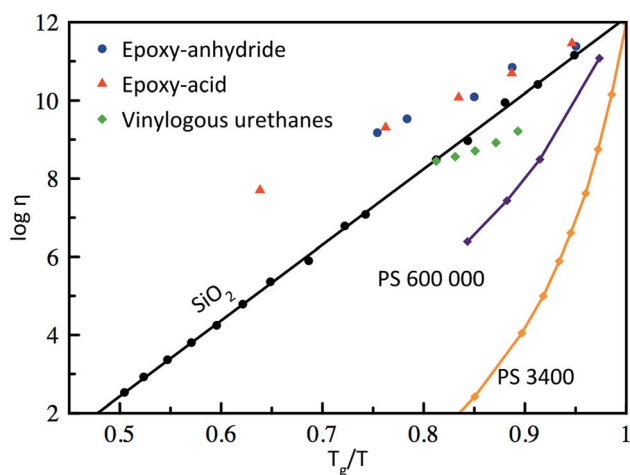 12
10
8
6
4
2
log η
Epoxy-anhydride
Epoxy-acid
Vinylogous urethanes
SiO₂
PS 600 000
PS 3400
0.5
0.6
0.7
0.8
0.9
1
T_g/T